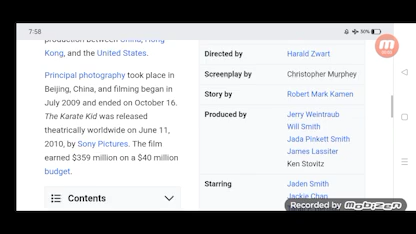 7:58
50%
production between China, Hong
Kong, and the United States.
Principal photography took place in
Beijing, China, and filming began in
July 2009 and ended on October 16.
The Karate Kid was released
theatrically worldwide on June 11,
2010, by Sony Pictures. The film
earned $359 million on a $40 million
budget.
Contents
Directed by Harald Zwart
Screenplay by Christopher Murphey
Story by Robert Mark Kamen
Produced by Jerry Weintraub
Will Smith
Jada Pinkett Smith
James Lassiter
Ken Stovitz
Starring Jaden Smith
Jackie Chan
Recorded by
Mobizen